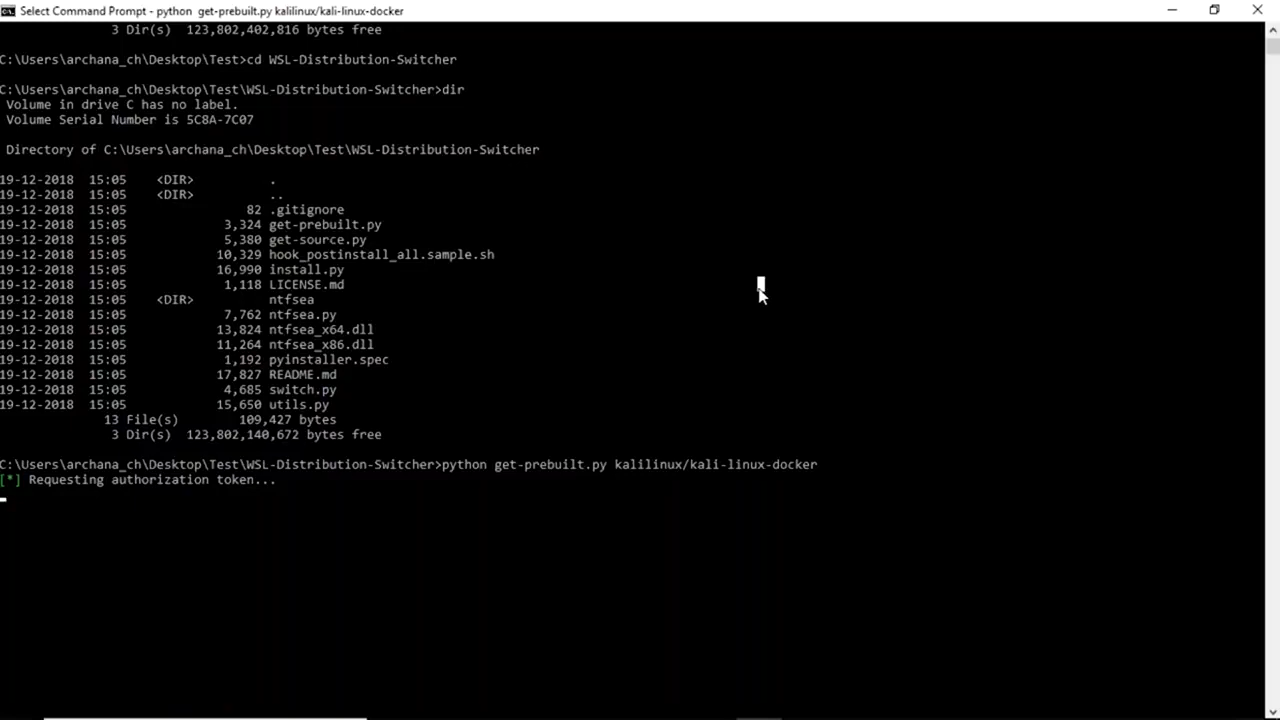 Select Command Prompt - python  get-prebuilt.py kalilinux/kali-linux-docker
3 Dir(s)  123,802,402,816 bytes free
C:\Users\archana_ch\Desktop\Test>cd WSL-Distribution-Switcher
C:\Users\archana_ch\Desktop\Test\WSL-Distribution-Switcher>dir
Volume in drive C has no label.
Volume Serial Number is 5C8A-7C07
Directory of C:\Users\archana_ch\Desktop\Test\WSL-Distribution-Switcher
19-12-2018  15:05    <DIR>          .
19-12-2018  15:05    <DIR>          ..
19-12-2018  15:05                82 .gitignore
19-12-2018  15:05             3,324 get-prebuilt.py
19-12-2018  15:05             5,380 get-source.py
19-12-2018  15:05            10,329 hook_postinstall_all.sample.sh
19-12-2018  15:05            16,990 install.py
19-12-2018  15:05             1,118 LICENSE.md
19-12-2018  15:05    <DIR>          ntfsea
19-12-2018  15:05             7,762 ntfsea.py
19-12-2018  15:05            13,824 ntfsea_x64.dll
19-12-2018  15:05            11,264 ntfsea_x86.dll
19-12-2018  15:05             1,192 pyinstaller.spec
19-12-2018  15:05            17,827 README.md
19-12-2018  15:05             4,685 switch.py
19-12-2018  15:05            15,650 utils.py
13 File(s)        109,427 bytes
3 Dir(s)  123,802,140,672 bytes free
C:\Users\archana_ch\Desktop\Test\WSL-Distribution-Switcher>python get-prebuilt.py kalilinux/kali-linux-docker
[*] Requesting authorization token...